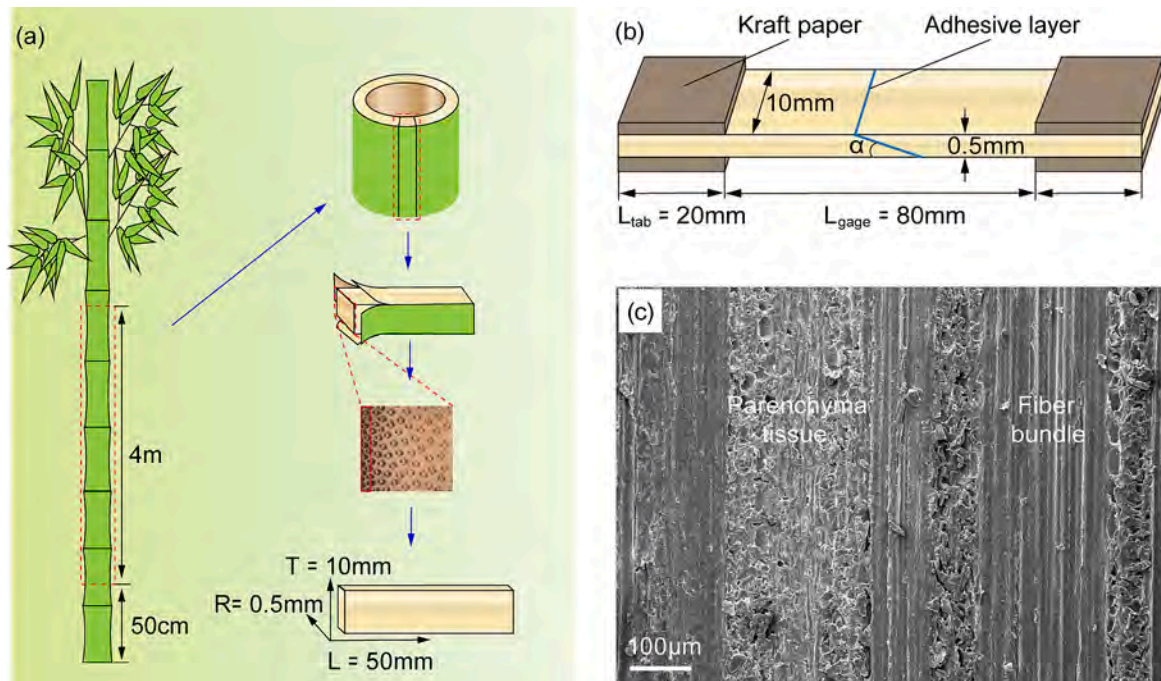 (a)
4m
50cm
T = 10mm
R= 0.5mm
L = 50mm
(b)
Kraft paper
Adhesive layer
10mm
α
0.5mm
L_tab = 20mm
L_gage = 80mm
(c)
Parenchyma
tissue
Fiber
bundle
100μm